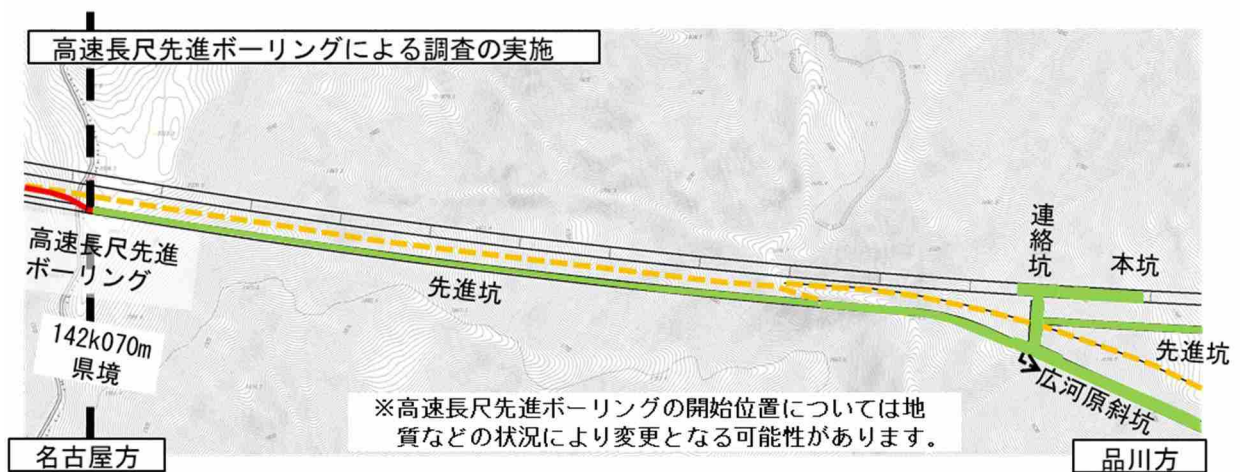 高速長尺先進ボーリングによる調査の実施
連絡坑
本坑
高速長尺先進
ボーリング
先進坑
142k070m
県境
先進坑
広河原斜坑
※高速長尺先進ボーリングの開始位置については地
質などの状況により変更となる可能性があります。
名古屋方
品川方